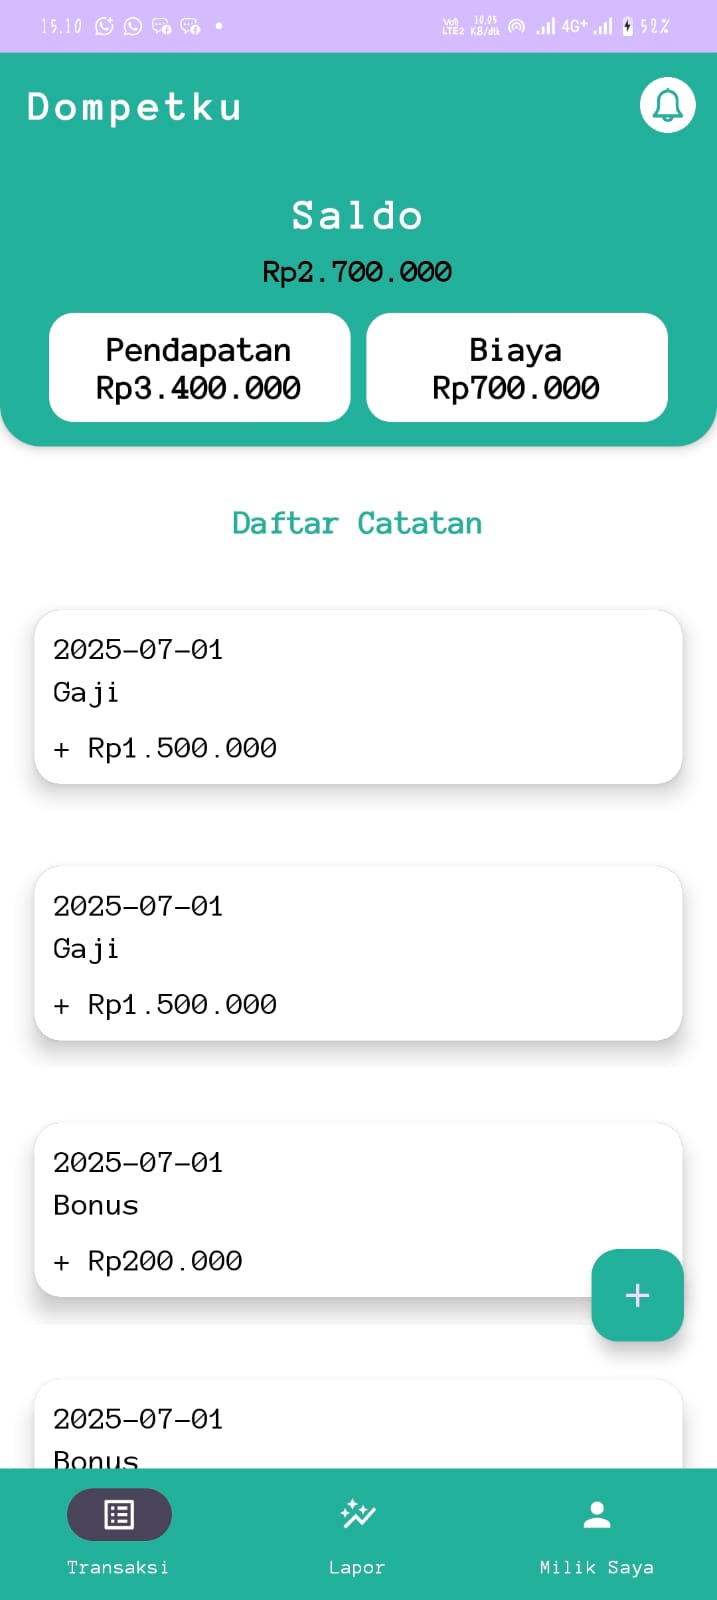 15.10
Vo)) LTE2 10,05 KB/dtk 4G+ 52%
Dompetku
Saldo
Rp2.700.000
Pendapatan
Rp3.400.000
Biaya
Rp700.000
Daftar Catatan
2025-07-01
Gaji
+ Rp1.500.000
2025-07-01
Gaji
+ Rp1.500.000
2025-07-01
Bonus
+ Rp200.000
+
2025-07-01
Bonus
Transaksi
Lapor
Milik Saya